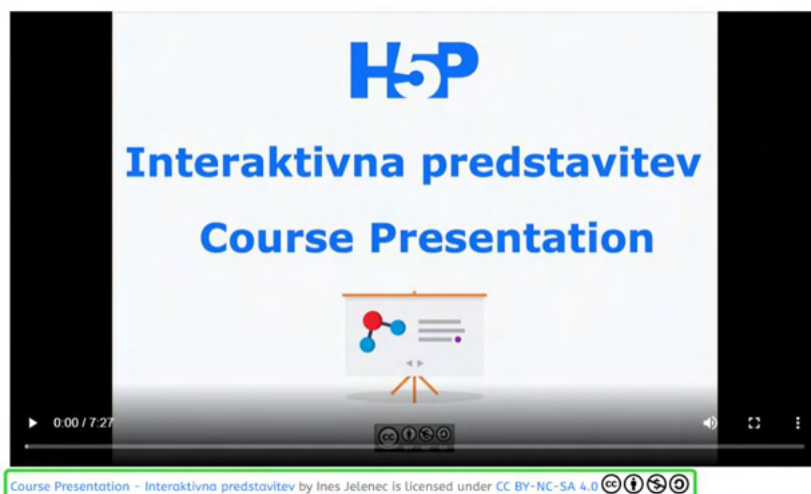 H5P
Interaktivna predstavitev
Course Presentation
0:00 / 7:27
Course Presentation - Interaktivna predstavitev by Ines Jelenec is licensed under CC BY-NC-SA 4.0